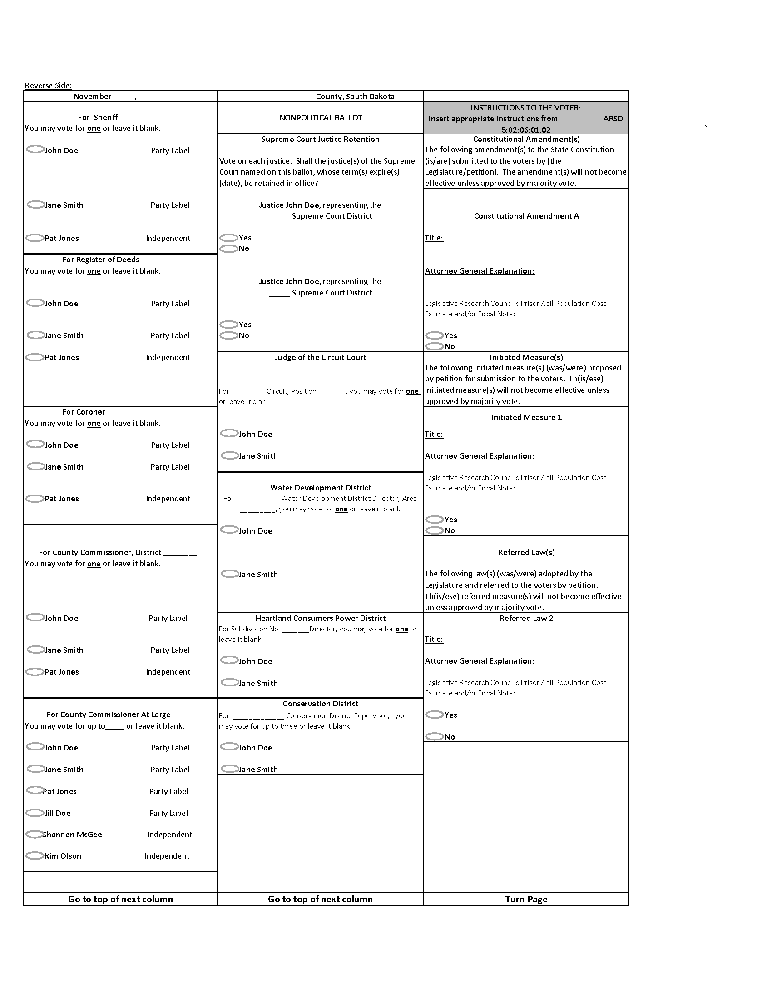 Reverse Side:
November _____, _______
For  Sheriff
You may vote for one or leave it blank.
John Doe Party Label
Jane Smith Party Label
Pat Jones Independent
For Register of Deeds
You may vote for one or leave it blank.
John Doe Party Label
Jane Smith Party Label
Pat Jones Independent
For Coroner
You may vote for one or leave it blank.
John Doe Party Label
Jane Smith Party Label
Pat Jones Independent
For County Commissioner, District ________
You may vote for one or leave it blank.
John Doe Party Label
Jane Smith Party Label
Pat Jones Independent
For County Commissioner At Large
You may vote for up to_____ or leave it blank.
John Doe Party Label
Jane Smith Party Label
Pat Jones Party Label
Jill Doe Party Label
Shannon McGee Independent
Kim Olson Independent
Go to top of next column
________________ County, South Dakota
NONPOLITICAL BALLOT
Supreme Court Justice Retention
Vote on each justice.  Shall the justice(s) of the Supreme
Court named on this ballot, whose term(s) expire(s)
(date), be retained in office?
Justice John Doe, representing the
_____ Supreme Court District
Yes
No
Justice John Doe, representing the
_____ Supreme Court District
Yes
No
Judge of the Circuit Court
For _________Circuit, Position _______, you may vote for one
or leave it blank
John Doe
Jane Smith
Water Development District
For____________Water Development District Director, Area
_________, you may vote for one or leave it blank
John Doe
Jane Smith
Heartland Consumers Power District
For Subdivision No. _______Director, you may vote for one or
leave it blank.
John Doe
Jane Smith
Conservation District
For  _____________ Conservation District Supervisor,   you
may vote for up to three or leave it blank.
John Doe
Jane Smith
Go to top of next column
INSTRUCTIONS TO THE VOTER:
Insert appropriate instructions from ARSD
5:02:06:01.02
Constitutional Amendment(s)
The following amendment(s) to the State Constitution
(is/are) submitted to the voters by (the
Legislature/petition).  The amendment(s) will not become
effective unless approved by majority vote.
Constitutional Amendment A
Title:
Attorney General Explanation:
Legislative Research Council’s Prison/Jail Population Cost
Estimate and/or Fiscal Note:
Yes
No
Initiated Measure(s)
The following initiated measure(s) (was/were) proposed
by petition for submission to the voters.  Th(is/ese)
initiated measure(s) will not become effective unless
approved by majority vote.
Initiated Measure 1
Title:
Attorney General Explanation:
Legislative Research Council’s Prison/Jail Population Cost
Estimate and/or Fiscal Note:
Yes
No
Referred Law(s)
The following law(s) (was/were) adopted by the
Legislature and referred to the voters by petition.
Th(is/ese) referred measure(s) will not become effective
unless approved by majority vote.
Referred Law 2
Title:
Attorney General Explanation:
Legislative Research Council’s Prison/Jail Population Cost
Estimate and/or Fiscal Note:
Yes
No
Turn Page
`